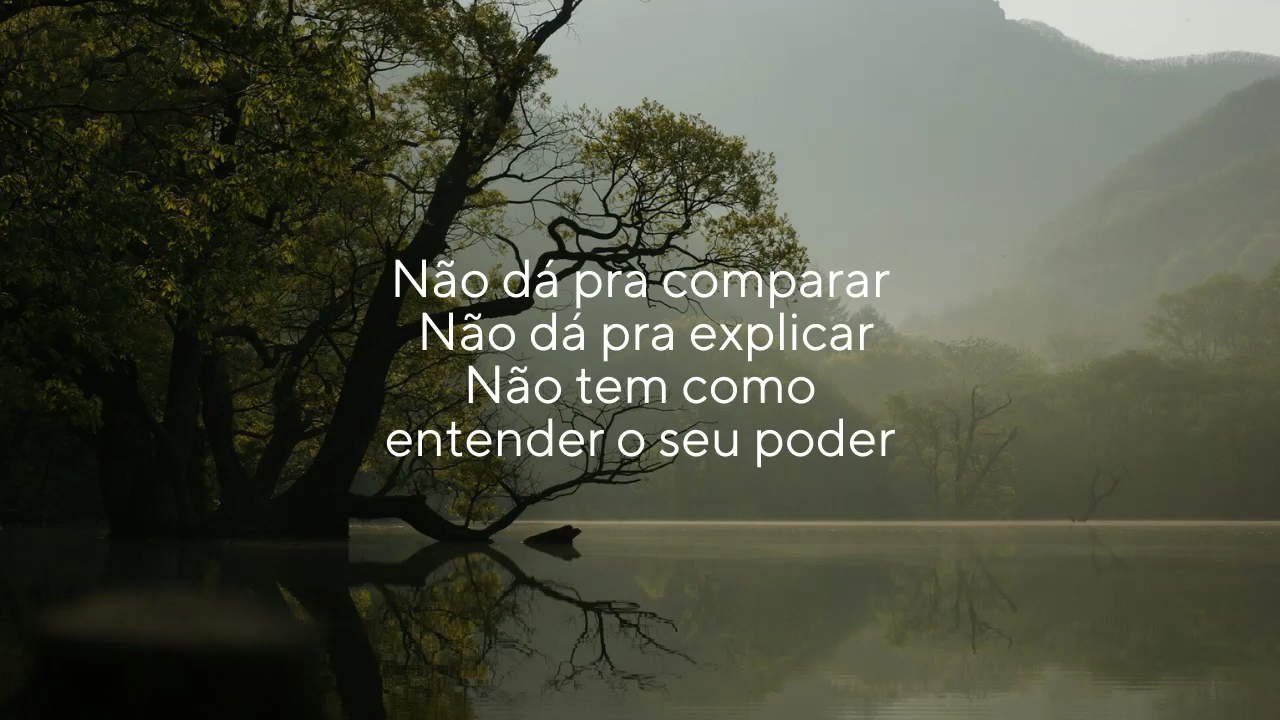 Não dá pra comparar
Não dá pra explicar
Não tem como
entender o seu poder